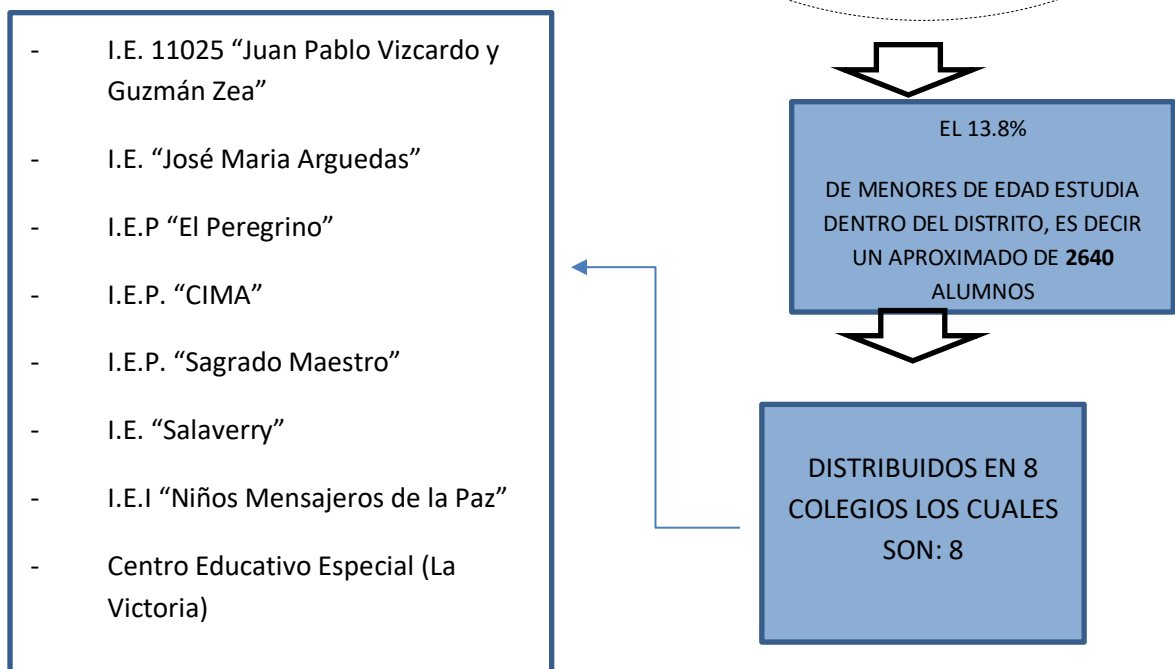 - I.E. 11025 “Juan Pablo Vizcardo y
Guzmán Zea”
- I.E. “José Maria Arguedas”
- I.E.P “El Peregrino”
- I.E.P. “CIMA”
- I.E.P. “Sagrado Maestro”
- I.E. “Salaverry”
- I.E.I “Niños Mensajeros de la Paz”
- Centro Educativo Especial (La
Victoria)
EL 13.8%
DE MENORES DE EDAD ESTUDIA
DENTRO DEL DISTRITO, ES DECIR
UN APROXIMADO DE 2640
ALUMNOS
DISTRIBUIDOS EN 8
COLEGIOS LOS CUALES
SON: 8